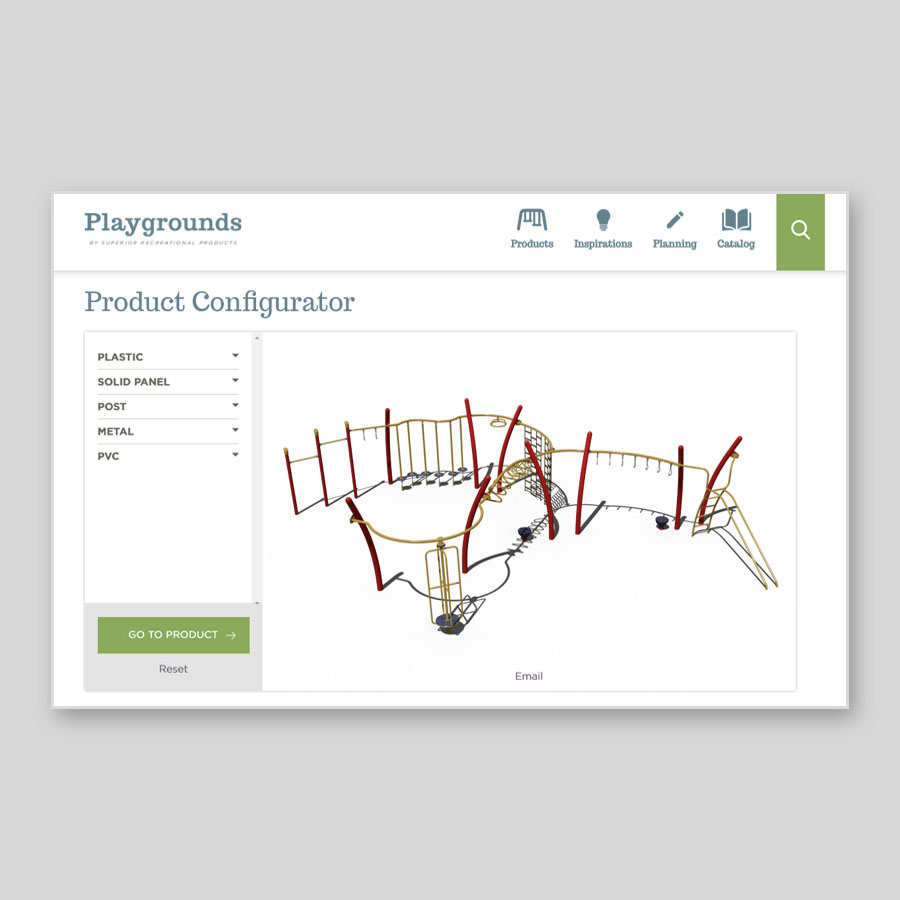 Playgrounds
BY SUPERIOR RECREATIONAL PRODUCTS
Products
Inspirations
Planning
Catalog
Product Configurator
PLASTIC
SOLID PANEL
POST
METAL
PVC
GO TO PRODUCT
Reset
Email